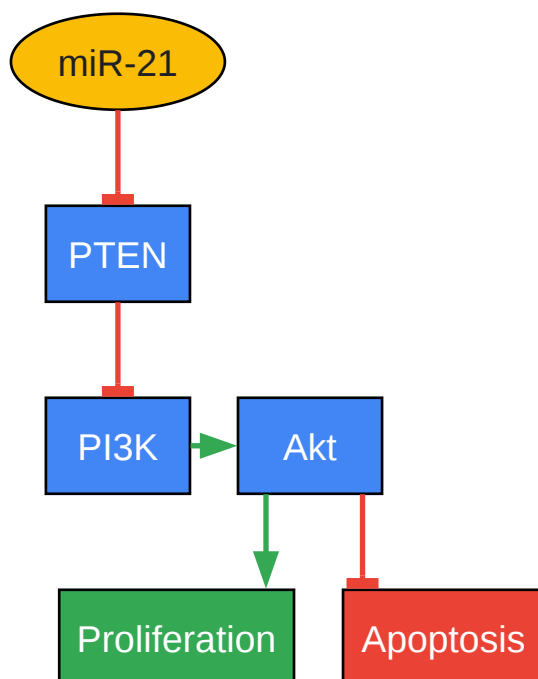 miR-21
PTEN
PI3K
Akt
Proliferation
Apoptosis